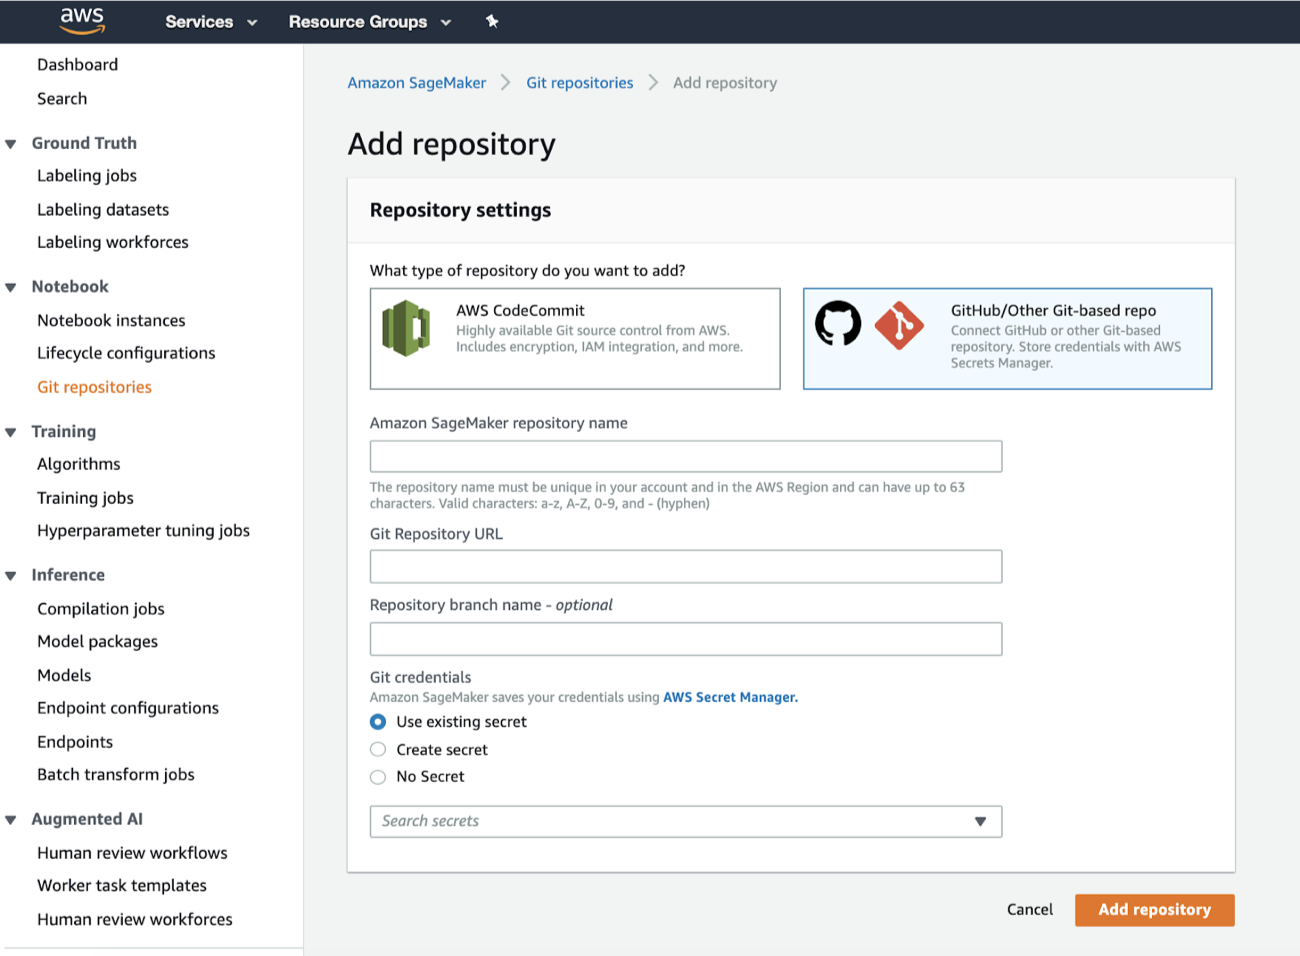 aws
Services
Resource Groups
Dashboard
Search
Ground Truth
Labeling jobs
Labeling datasets
Labeling workforces
Notebook
Notebook instances
Lifecycle configurations
Git repositories
Training
Algorithms
Training jobs
Hyperparameter tuning jobs
Inference
Compilation jobs
Model packages
Models
Endpoint configurations
Endpoints
Batch transform jobs
Augmented AI
Human review workflows
Worker task templates
Human review workforces
Amazon SageMaker
Git repositories
Add repository
Add repository
Repository settings
What type of repository do you want to add?
AWS CodeCommit
Highly available Git source control from AWS.
Includes encryption, IAM integration, and more.
GitHub/Other Git-based repo
Connect GitHub or other Git-based
repository. Store credentials with AWS
Secrets Manager.
Amazon SageMaker repository name
The repository name must be unique in your account and in the AWS Region and can have up to 63
characters. Valid characters: a-z, A-Z, 0-9, and - (hyphen)
Git Repository URL
Repository branch name - optional
Git credentials
Amazon SageMaker saves your credentials using AWS Secret Manager.
Use existing secret
Create secret
No Secret
Search secrets
Cancel
Add repository